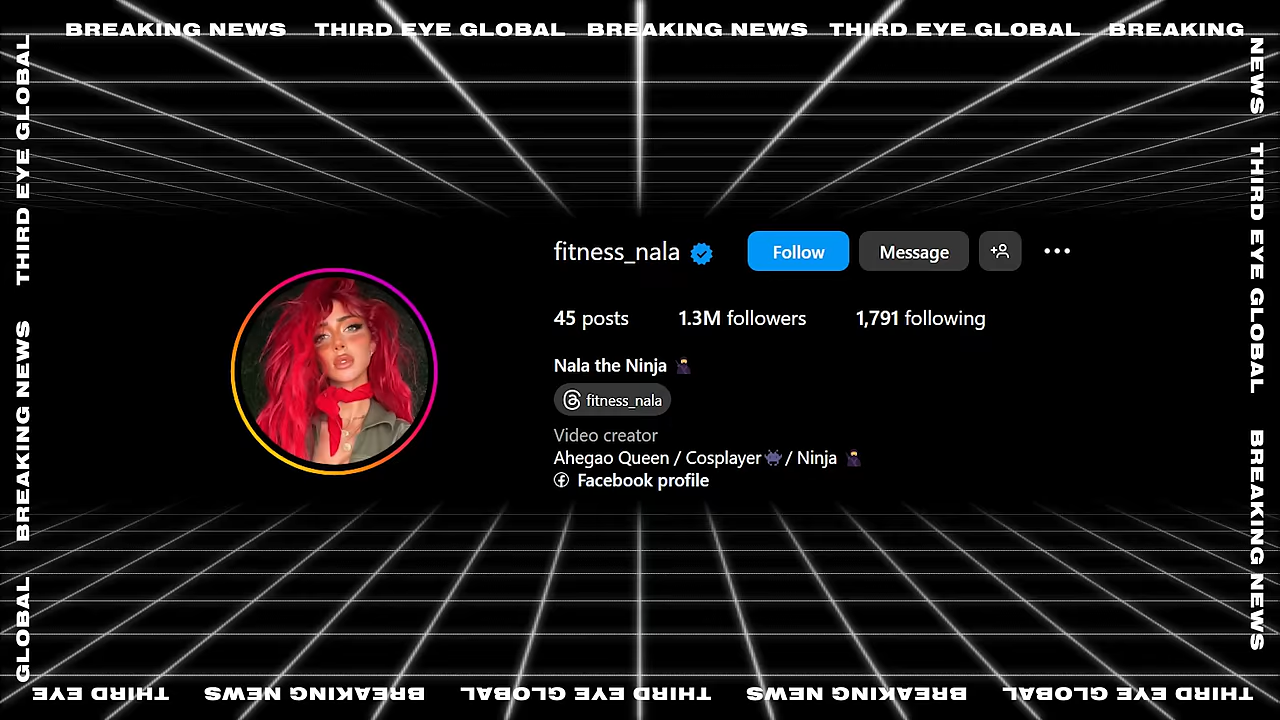 BREAKING NEWS THIRD EYE GLOBAL BREAKING NEWS THIRD EYE GLOBAL BREAKING
NEWS THIRD EYE GLOBAL BREAKING NEWS
fitness_nala
Follow
Message
45 posts
1.3M followers
1,791 following
Nala the Ninja 🥷
fitness_nala
Video creator
Ahegao Queen / Cosplayer👾/ Ninja 🥷
Facebook profile
THIRD EYE GLOBAL BREAKING NEWS THIRD EYE GLOBAL BREAKING NEWS THIRD EYE
GLOBAL BREAKING NEWS THIRD EYE GLOBAL